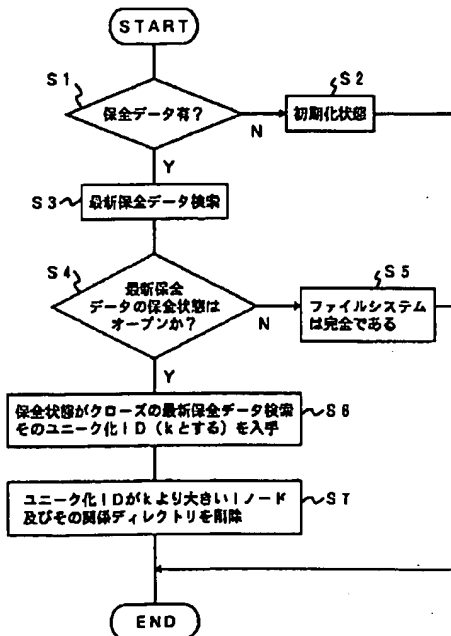 START
S1
保全データ有?
N
S2
初期化状態
Y
S3
最新保全データ検索
S4
最新保全
データの保全状態は
オープンか?
N
S5
ファイルシステム
は完全である
Y
保全状態がクローズの最新保全データ検索
そのユニーク化ID(kとする)を入手
S6
ユニーク化IDがkより大きいIノード
及びその関係ディレクトリを削除
S7
END